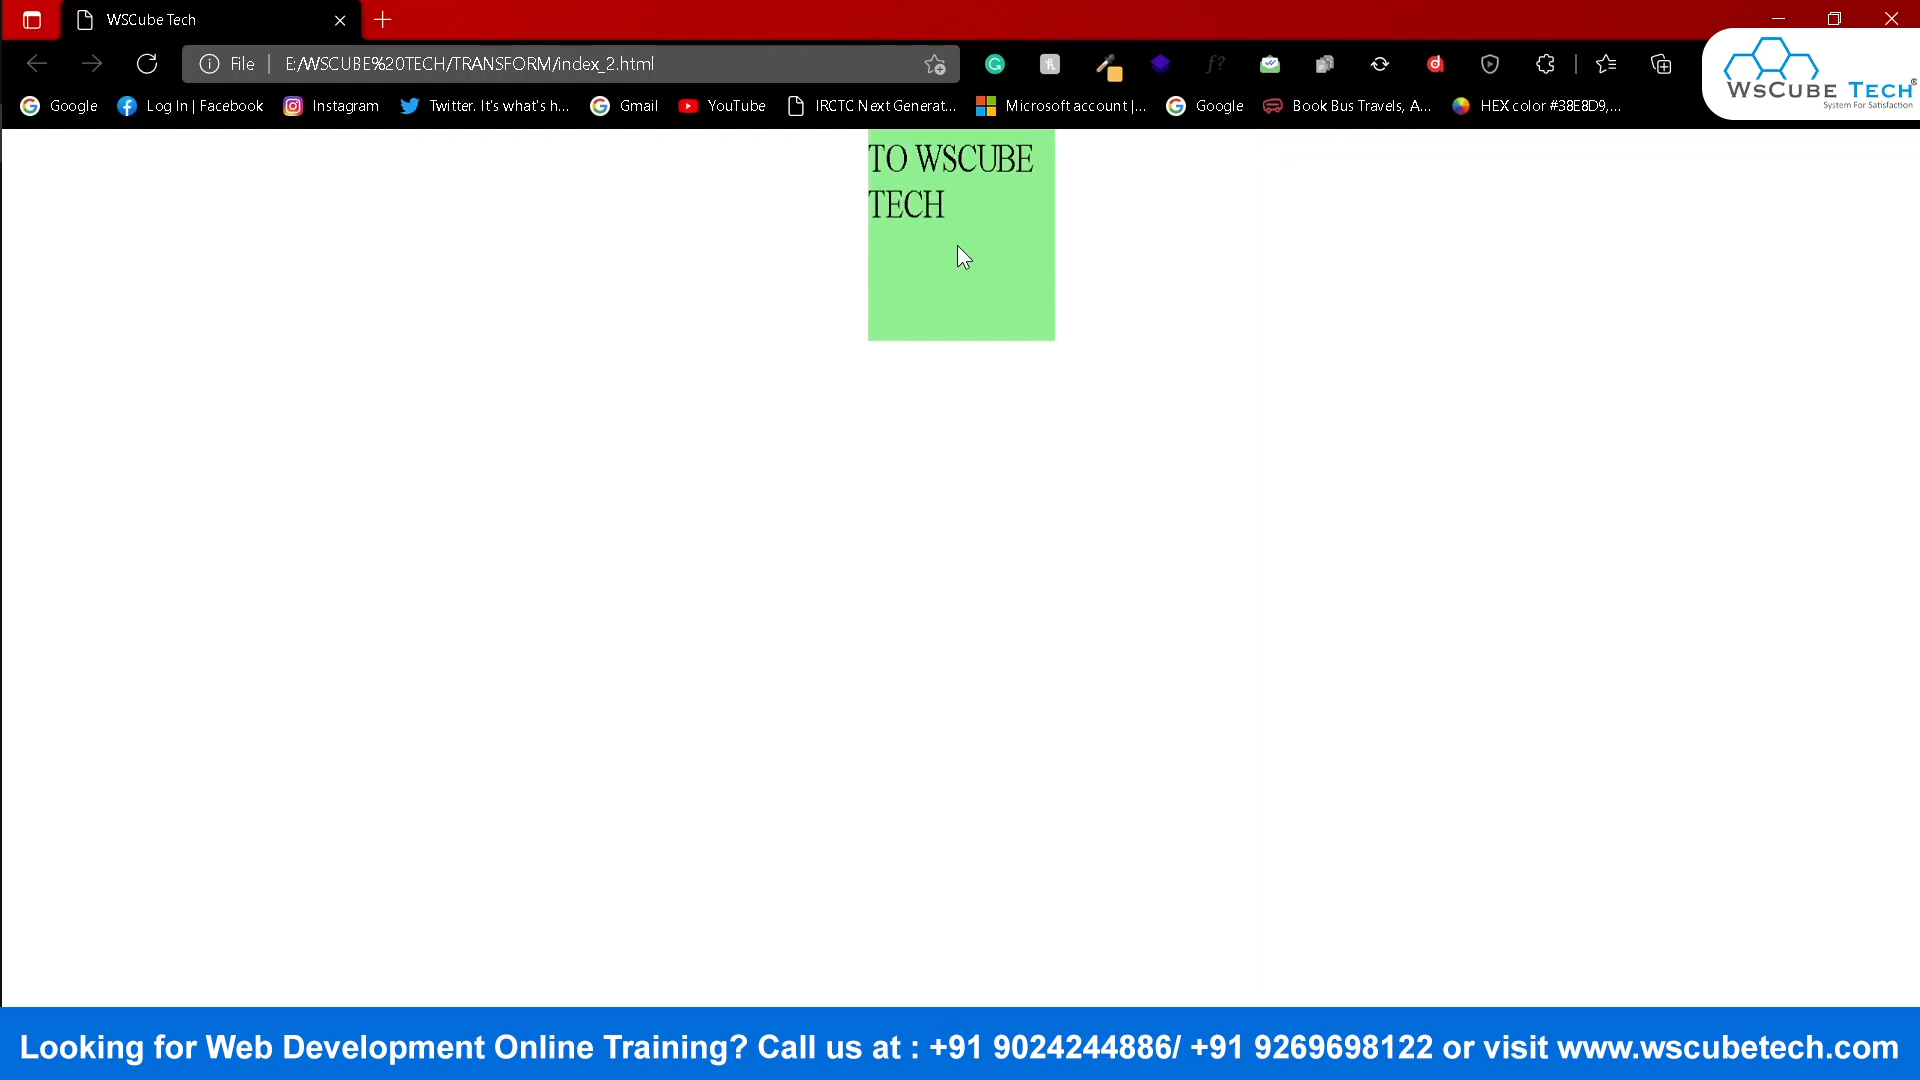 WSCube Tech
File
E:/WSCUBE%20TECH/TRANSFORM/index_2.html
f?
WSCUBE TECH®
System For Satisfaction
Google
Log In | Facebook
Instagram
Twitter. It's what's h...
Gmail
YouTube
IRCTC Next Generat...
Microsoft account |...
Google
Book Bus Travels, A...
HEX color #38E8D9,...
TO WSCUBE
TECH
Looking for Web Development Online Training? Call us at : +91 9024244886/ +91 9269698122 or visit www.wscubetech.com